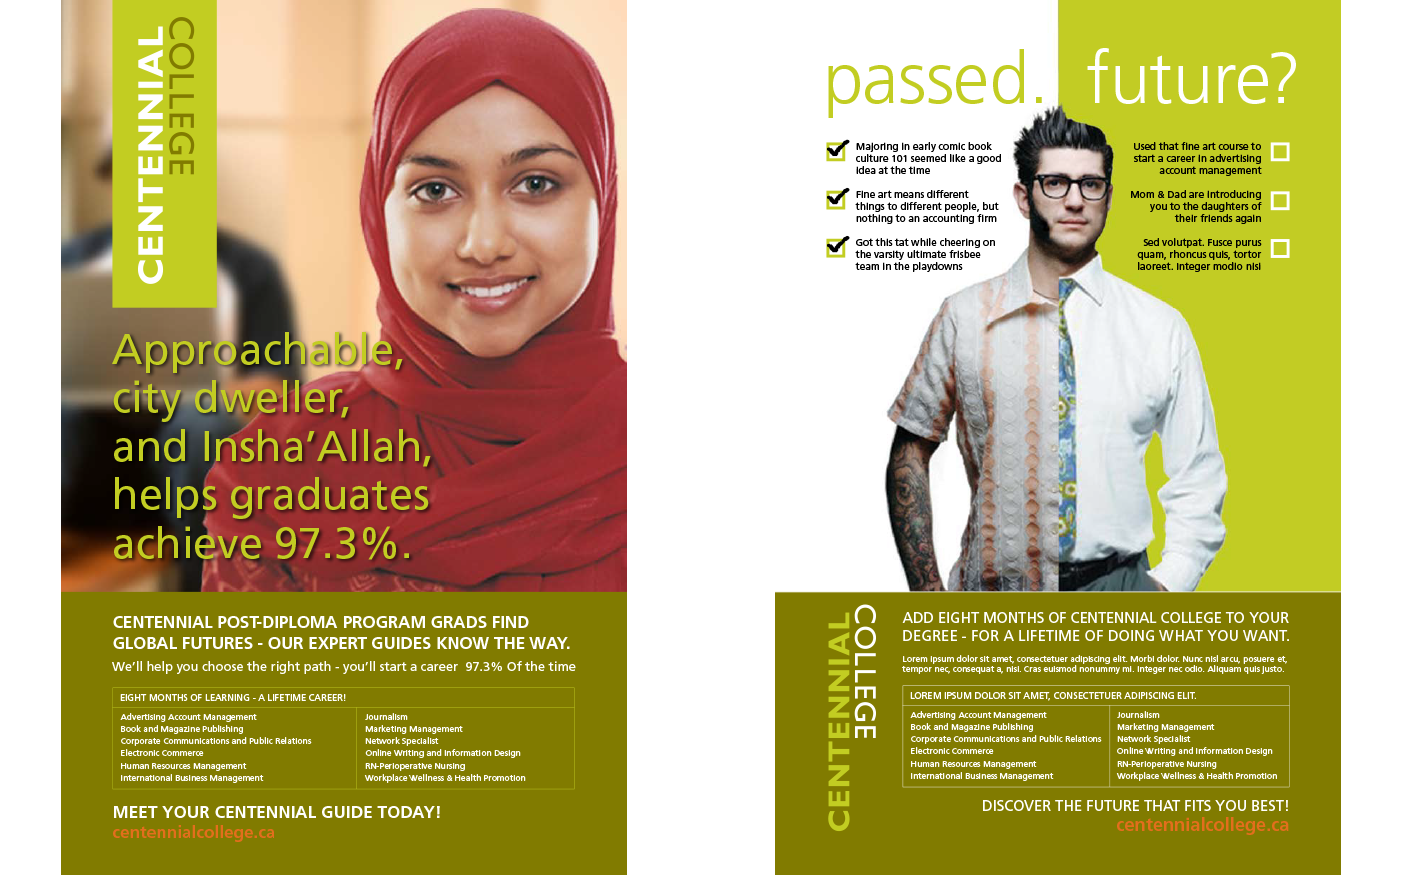 CENTENNIAL
COLLEGE
Approachable,
city dweller,
and Insha’Allah,
helps graduates
achieve 97.3%.
CENTENNIAL POST-DIPLOMA PROGRAM GRADS FIND
GLOBAL FUTURES - OUR EXPERT GUIDES KNOW THE WAY.
We’ll help you choose the right path - you’ll start a career 97.3% Of the time
EIGHT MONTHS OF LEARNING - A LIFETIME CAREER!
Advertising Account Management
Book and Magazine Publishing
Corporate Communications and Public Relations
Electronic Commerce
Human Resources Management
International Business Management
Journalism
Marketing Management
Network Specialist
Online Writing and Information Design
RN-Perioperative Nursing
Workplace Wellness & Health Promotion
MEET YOUR CENTENNIAL GUIDE TODAY!
centennialcollege.ca
passed. future?
Majoring in early comic book
culture 101 seemed like a good
idea at the time
Fine art means different
things to different people, but
nothing to an accounting firm
Got this tat while cheering on
the varsity ultimate frisbee
team in the playdowns
Used that fine art course to
start a career in advertising
account management
Mom & Dad are introducing
you to the daughters of
their friends again
Sed volutpat. Fusce purus
quam, rhoncus quis, tortor
laoreet. Integer modio nisi
CENTENNIAL
COLLEGE
ADD EIGHT MONTHS OF CENTENNIAL COLLEGE TO YOUR
DEGREE - FOR A LIFETIME OF DOING WHAT YOU WANT.
Lorem ipsum dolor sit amet, consectetuer adipiscing elit. Morbi dolor. Nunc nisl arcu, posuere et,
tempor nec, consequat a, nisi. Cras euismod nonummy mi. Integer nec odio. Aliquam quis justo.
LOREM IPSUM DOLOR SIT AMET, CONSECTETUER ADIPISCING ELIT.
Advertising Account Management
Book and Magazine Publishing
Corporate Communications and Public Relations
Electronic Commerce
Human Resources Management
International Business Management
Journalism
Marketing Management
Network Specialist
Online Writing and Information Design
RN-Perioperative Nursing
Workplace Wellness & Health Promotion
DISCOVER THE FUTURE THAT FITS YOU BEST!
centennialcollege.ca